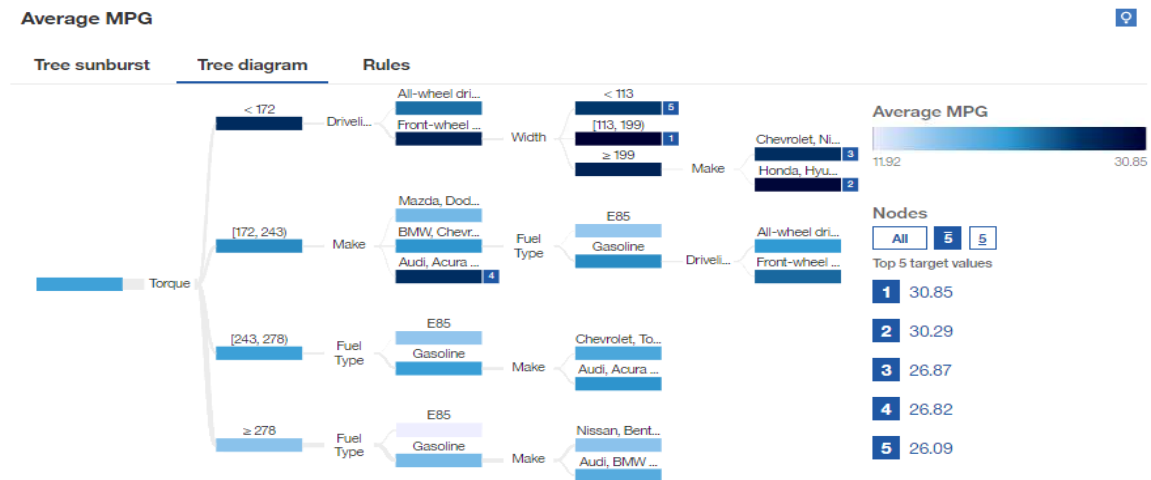 Average MPG
Tree sunburst Tree diagram Rules
< 172
Driveli...
All-wheel dri...
Front-wheel ...
Width
< 113
5
[113, 199)
1
≥ 199
Make
Chevrolet, Ni...
3
Honda, Hyu...
2
[172, 243)
Make
Mazda, Dod...
BMW, Chevr...
Audi, Acura ...
4
Fuel
Type
E85
Gasoline
Driveli...
All-wheel dri...
Front-wheel ...
Torque
[243, 278)
Fuel
Type
E85
Gasoline
Make
Chevrolet, To...
Audi, Acura ...
≥ 278
Fuel
Type
E85
Gasoline
Make
Nissan, Bent...
Audi, BMW ...
Average MPG
11.92 30.85
Nodes
All 5 5
Top 5 target values
1 30.85
2 30.29
3 26.87
4 26.82
5 26.09